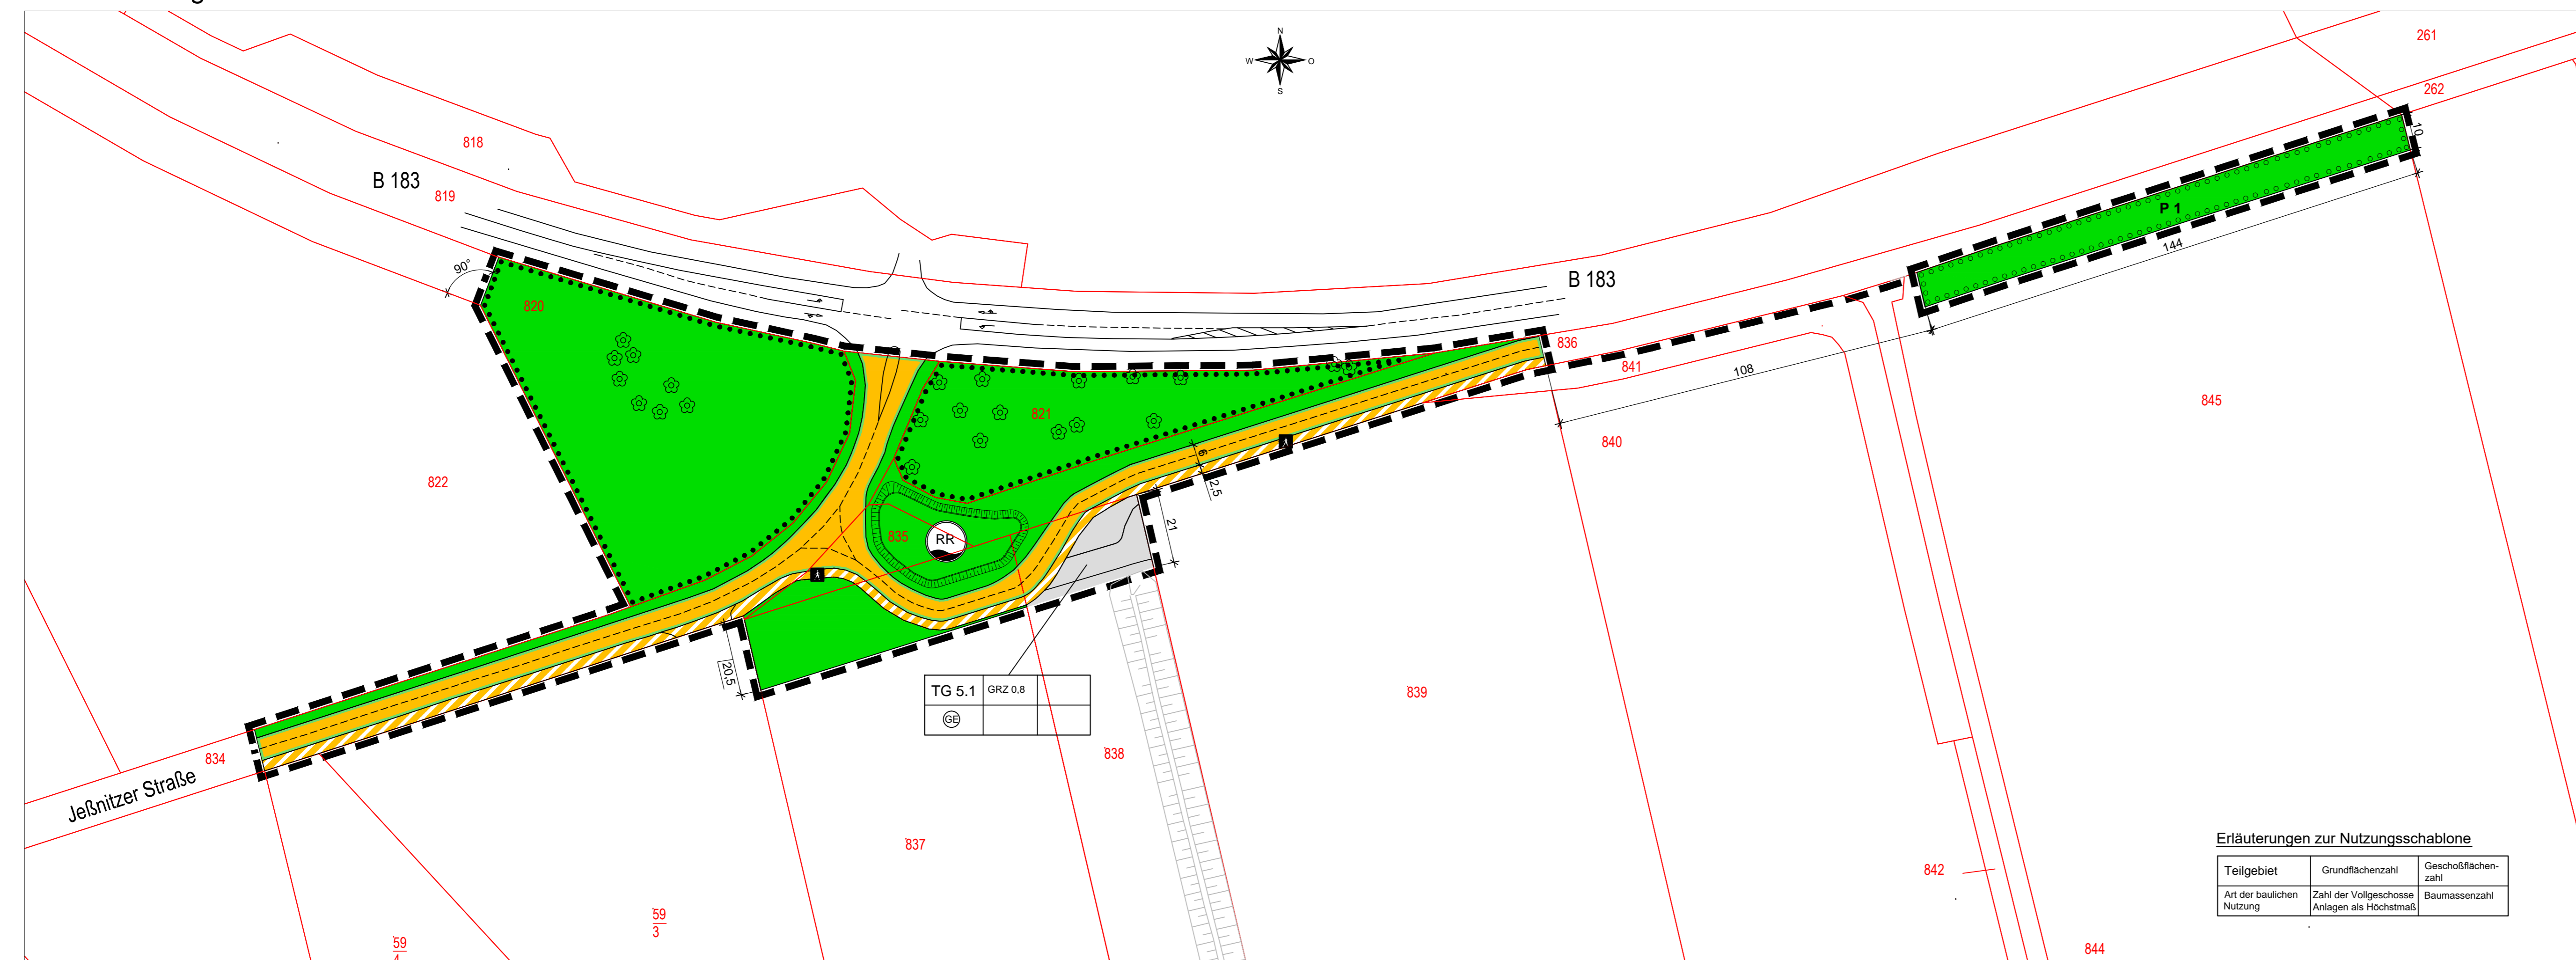 N
W
O
S
261
262
10
818
B 183
819
P 1
144
90°
B 183
820
836
841
108
845
821
840
822
6
2,5
21
835
RR
20,5
TG 5.1
GRZ 0,8
GE
839
834
838
Jeßnitzer Straße
837
59
3
59
4
842
844
Erläuterungen zur Nutzungsschablone
Teilgebiet
Grundflächenzahl
Geschoßflächen-
zahl
Art der baulichen
Nutzung
Zahl der Vollgeschosse
Anlagen als Höchstmaß
Baumassenzahl